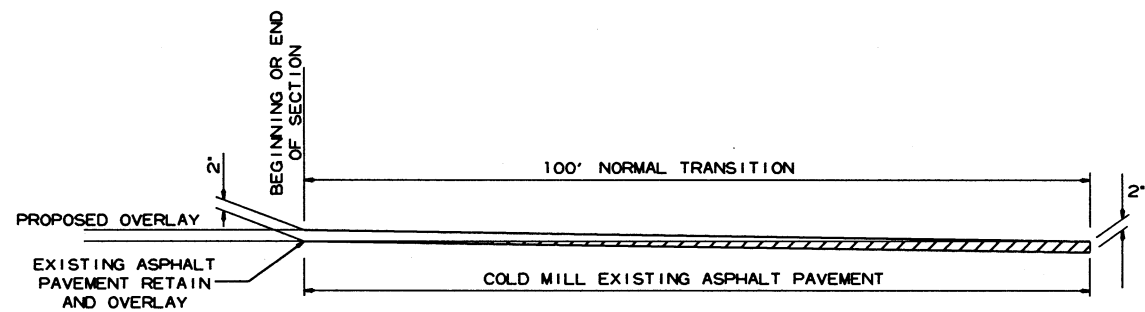 BEGINNING OR END
OF SECTION
2"
100' NORMAL TRANSITION
2"
PROPOSED OVERLAY
EXISTING ASPHALT
PAVEMENT RETAIN
AND OVERLAY
COLD MILL EXISTING ASPHALT PAVEMENT